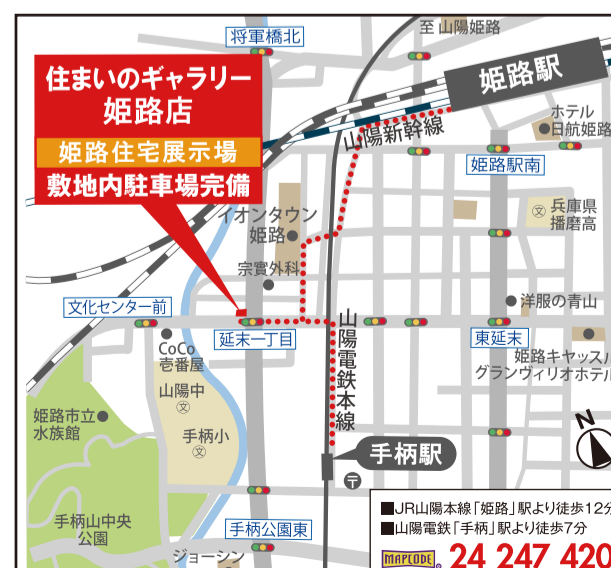 将軍橋北
至 山陽姫路
住まいのギャラリー
姫路店
姫路住宅展示場
敷地内駐車場完備
姫路駅
山陽新幹線
ホテル
日航姫路
姫路駅南
兵庫県
播磨高
文
イオンタウン
姫路
宗實外科
文化センター前
洋服の青山
延末一丁目
東延末
CoCo
壱番屋
山陽電鉄本線
姫路キャッスル
グランヴィリオホテル
山陽中
文
姫路市立
水族館
手柄小
文
手柄駅
〒
N
手柄山中央
公園
手柄公園東
ジョーシン
■JR山陽本線「姫路」駅より徒歩12分
■山陽電鉄「手柄」駅より徒歩7分
MAPCODE 24 247 420